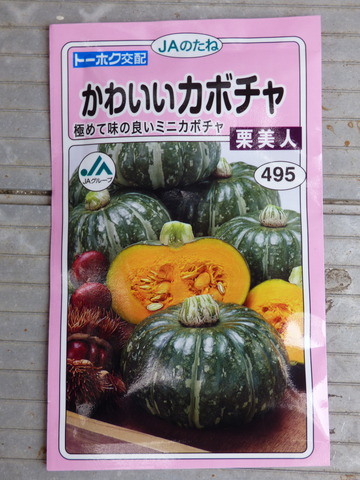 JAのたね
トーホク交配
かわいいカボチャ
極めて味の良いミニカボチャ
栗美人
JAグループ
495